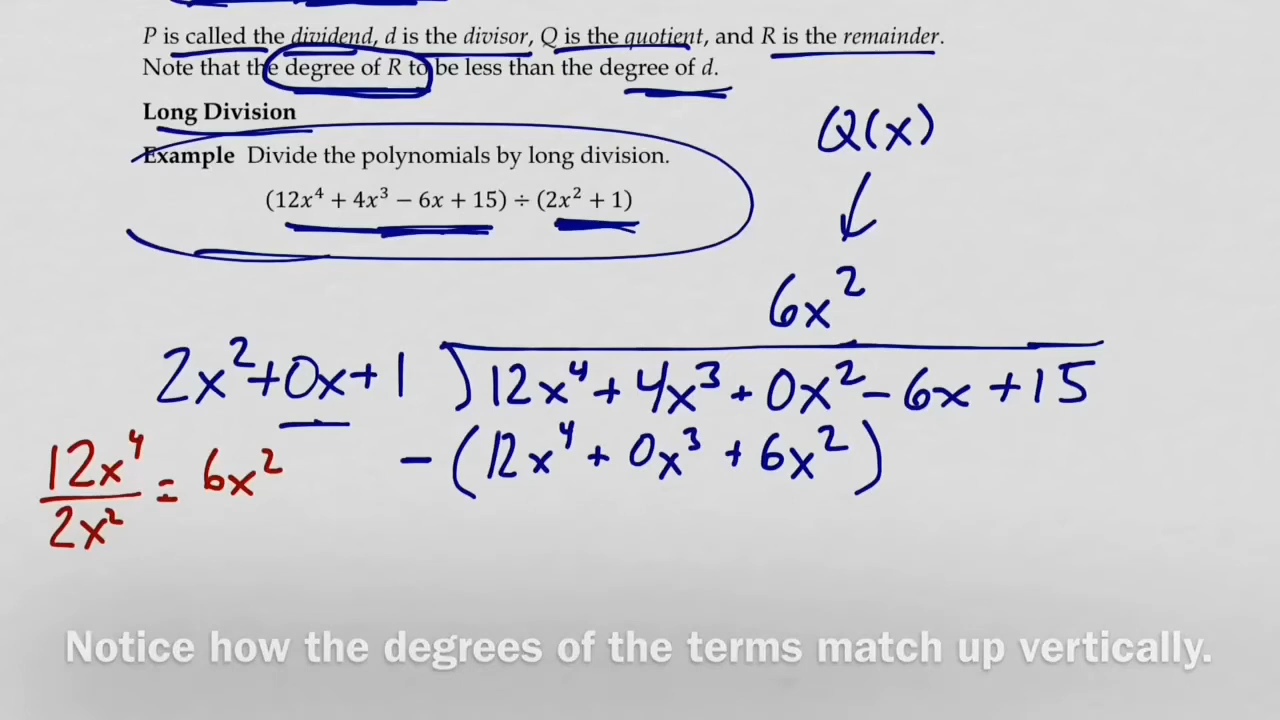 P is called the dividend, d is the divisor, Q is the quotient, and R is the remainder.
Note that the degree of R to be less than the degree of d.
Long Division
Example Divide the polynomials by long division.
(12x⁴ + 4x³ − 6x + 15) ÷ (2x² + 1)
Q(x)
6x²
2x²+0x+1 ) 12x⁴ + 4x³ + 0x² − 6x + 15
− (12x⁴ + 0x³ + 6x²)
12x⁴/2x² = 6x²
Notice how the degrees of the terms match up vertically.